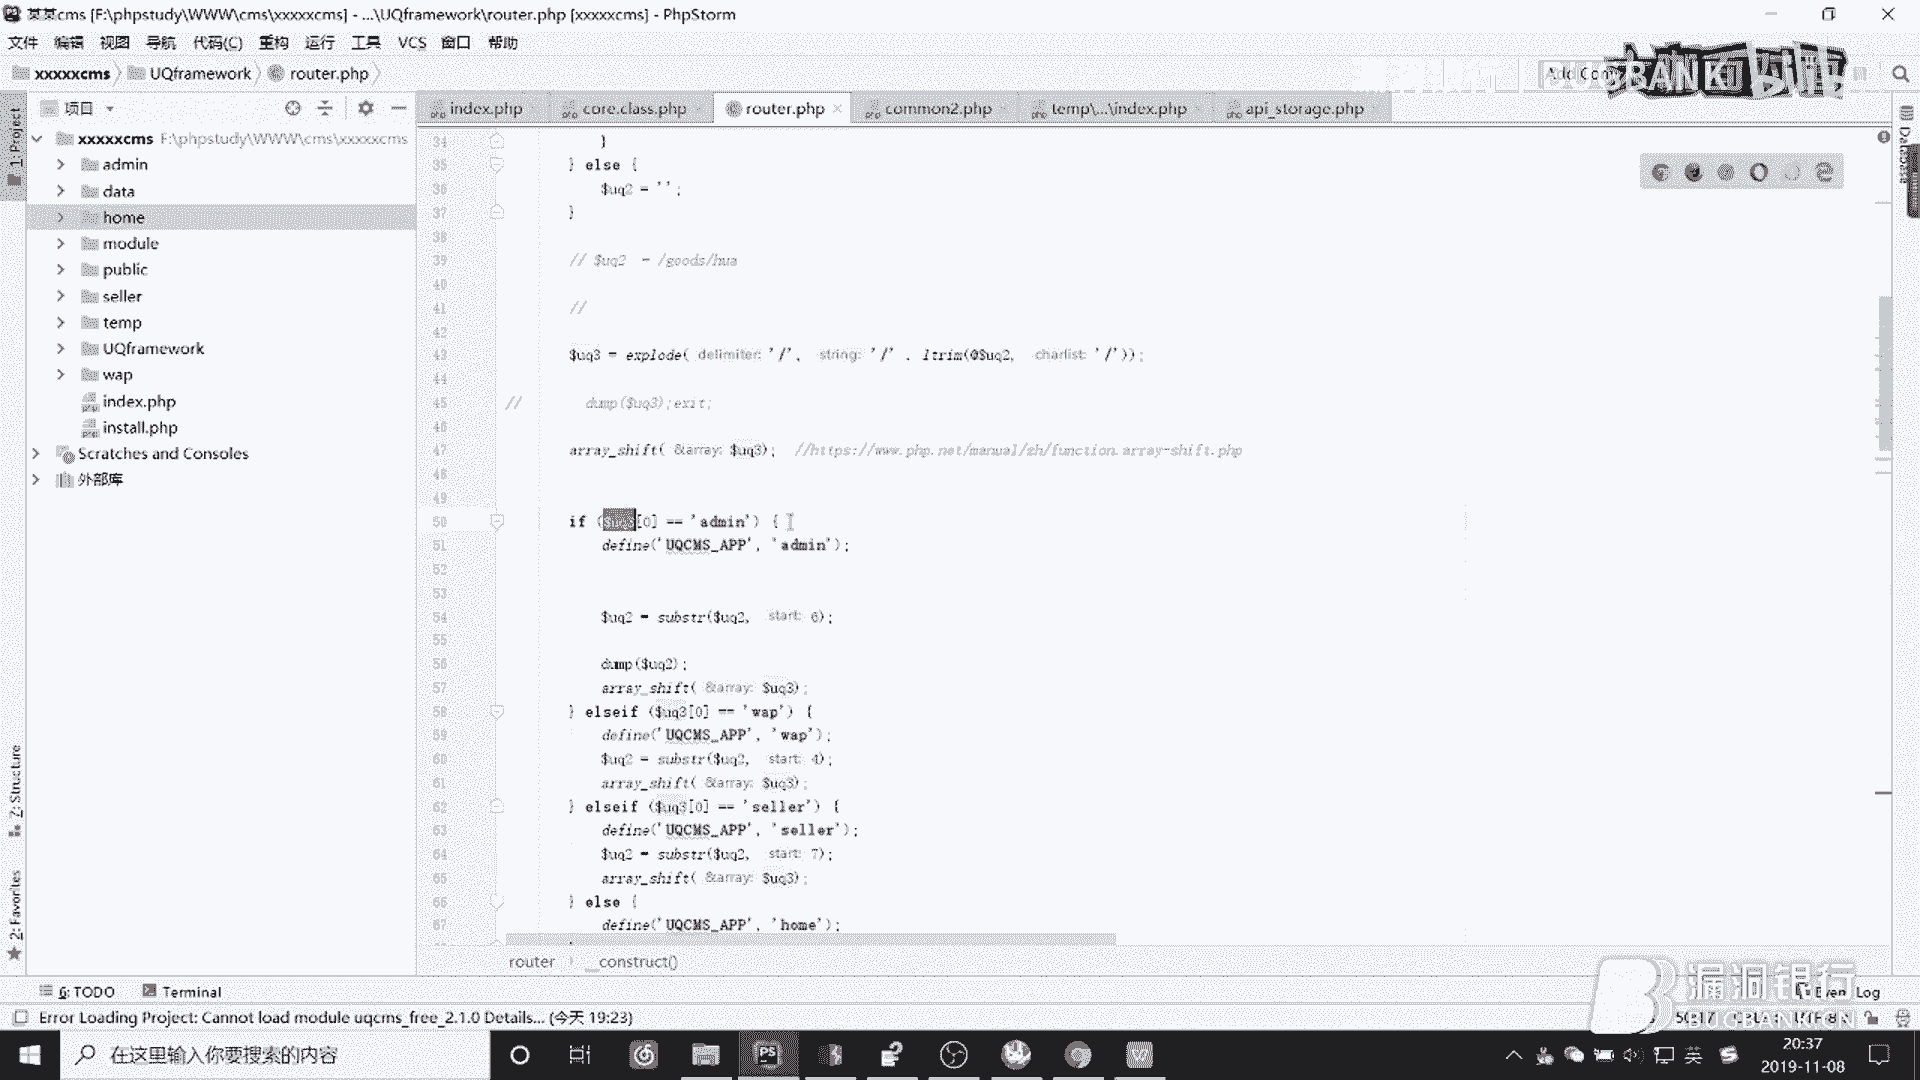 某某cms [F:\phpstudy\WWW\cms\xxxxxcms] - ...\UQframework\router.php [xxxxxcms] - PhpStorm
文件 编辑 视图 导航 代码(C) 重构 运行 工具 VCS 窗口 帮助
xxxxxcms UQframework router.php
BUGBANK
项目
index.php core.class.php router.php common2.php temp\...\index.php api_storage.php
1: Project
Database
xxxxxcms F:\phpstudy\WWW\cms\xxxxxcms
admin
data
home
module
public
seller
temp
UQframework
wap
index.php
install.php
Scratches and Consoles
外部库
34 }
35 } else {
36 $uq2 = '';
37 }
38
39 // $uq2 = /goods/hua
40
41 //
42
43 $uq3 = explode( delimiter: '/', string: '/' . ltrim(@$uq2, charlist: '/'));
44
45 // dump($uq3);exit;
46
47 array_shift( &array: $uq3); //https://www.php.net/manual/zh/function.array-shift.php
48
49
50 if ($uq3[0] == 'admin') {
51 define('UQCMS_APP', 'admin');
52
53
54 $uq2 = substr($uq2, start: 6);
55
56 dump($uq2);
57 array_shift( &array: $uq3);
58 } elseif ($uq3[0] == 'wap') {
59 define('UQCMS_APP', 'wap');
60 $uq2 = substr($uq2, start: 4);
61 array_shift( &array: $uq3);
62 } elseif ($uq3[0] == 'seller') {
63 define('UQCMS_APP', 'seller');
64 $uq2 = substr($uq2, start: 7);
65 array_shift( &array: $uq3);
66 } else {
67 define('UQCMS_APP', 'home');
router › __construct()
7: Structure
2: Favorites
6: TODO Terminal
漏洞银行
BUGBANK.CN
Error Loading Project: Cannot load module uqcms_free_2.1.0 Details... (今天 19:23)
在这里输入你要搜索的内容
英
20:37
2019-11-08